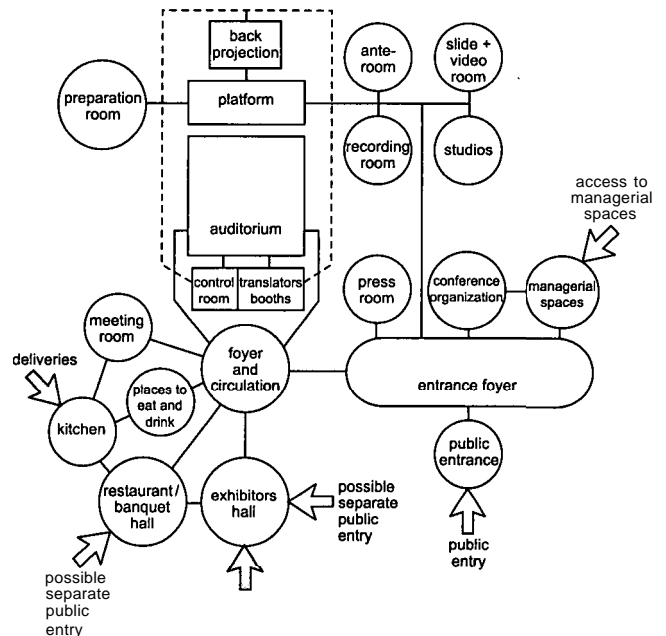 back
projection
ante-
room
slide +
video
room
preparation
room
platform
recording
room
studios
access to
managerial
spaces
auditorium
control
room
translators
booths
press
room
conference
organization
managerial
spaces
meeting
room
foyer
and
circulation
deliveries
places to
eat and
drink
entrance foyer
kitchen
public
entrance
restaurant/
banquet
hall
exhibitors
hall
possible
separate
public
entry
public
entry
possible
separate
public
entry